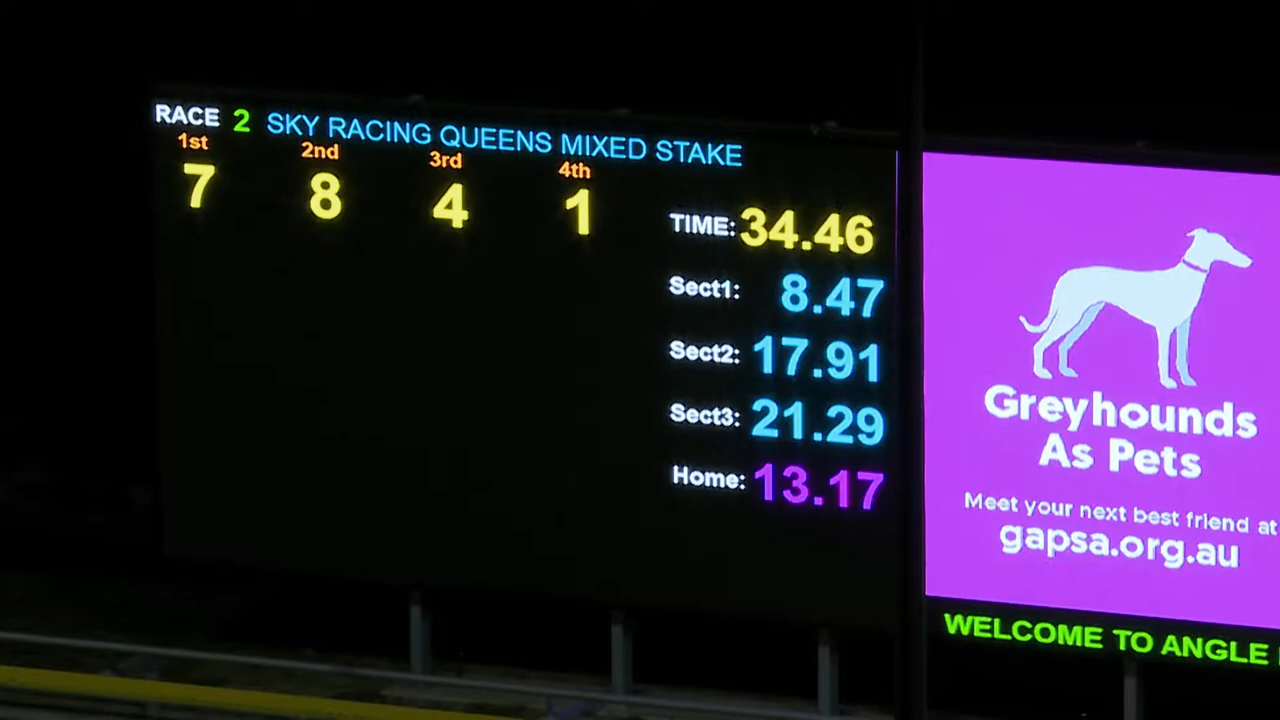 RACE 2 SKY RACING QUEENS MIXED STAKE
1st 2nd 3rd 4th
7 8 4 1
TIME: 34.46
Sect1: 8.47
Sect2: 17.91
Sect3: 21.29
Home: 13.17
Greyhounds
As Pets
Meet your next best friend at
gapsa.org.au
WELCOME TO ANGLE